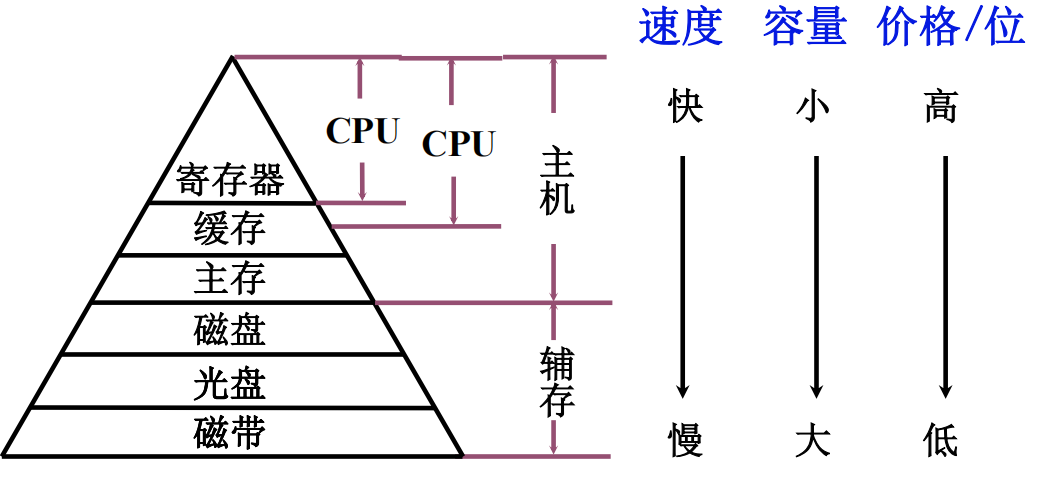 速度 容量 价格/位
快 小 高
CPU
CPU
主机
寄存器
缓存
主存
磁盘
光盘
磁带
辅存
慢 大 低